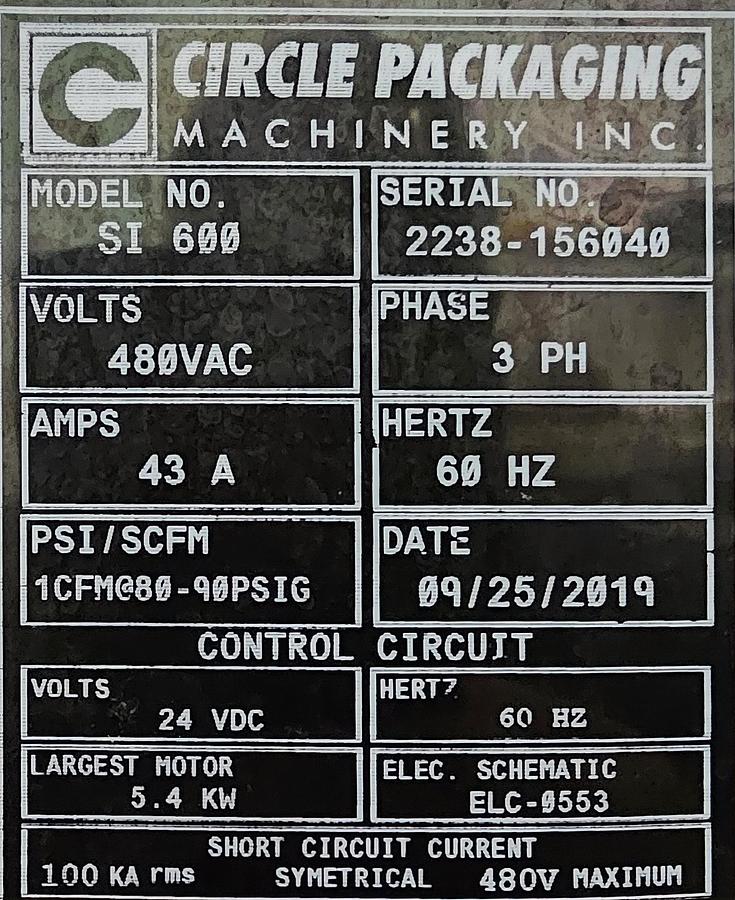 C CIRCLE PACKAGING
MACHINERY INC.
MODEL NO.
SI 600
SERIAL NO.
2238-156040
VOLTS
480VAC
PHASE
3 PH
AMPS
43 A
HERTZ
60 HZ
PSI/SCFM
1CFM@80-90PSIG
DATE
09/25/2019
CONTROL CIRCUIT
VOLTS
24 VDC
HERTZ
60 HZ
LARGEST MOTOR
5.4 KW
ELEC. SCHEMATIC
ELC-0553
SHORT CIRCUIT CURRENT
100 KA rms SYMETRICAL 480V MAXIMUM